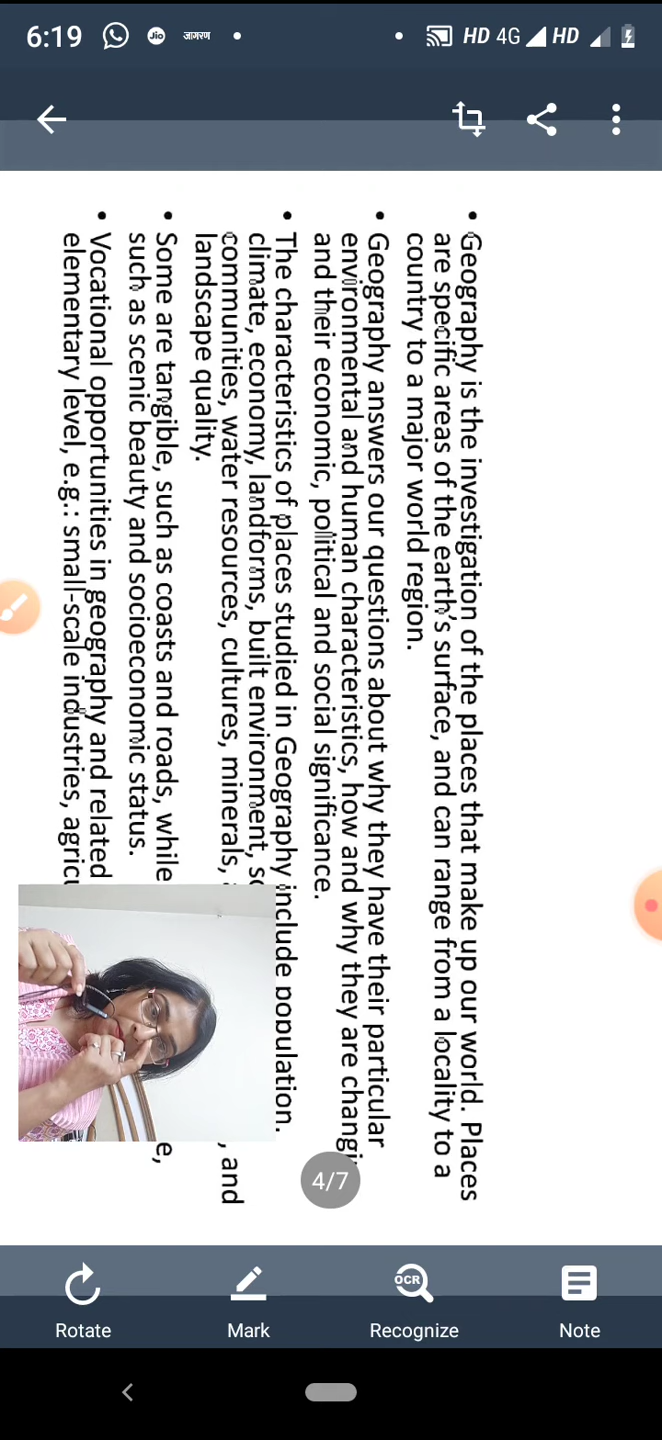 6:19
Jio
जागरण
HD 4G HD
• Geography is the investigation of the places that make up our world. Places
are specific areas of the earth's surface, and can range from a locality to a
country to a major world region.
• Geography answers our questions about why they have their particular
environmental and human characteristics, how and why they are changi
and their economic, political and social significance.
• The characteristics of places studied in Geography include population,
climate, economy, landforms, built environment, so
communities, water resources, cultures, minerals, , and
landscape quality.
• Some are tangible, such as coasts and roads, while e,
such as scenic beauty and socioeconomic status.
• Vocational opportunities in geography and related
elementary level, e.g.: small-scale industries, agricu
4/7
OCR
Rotate Mark Recognize Note